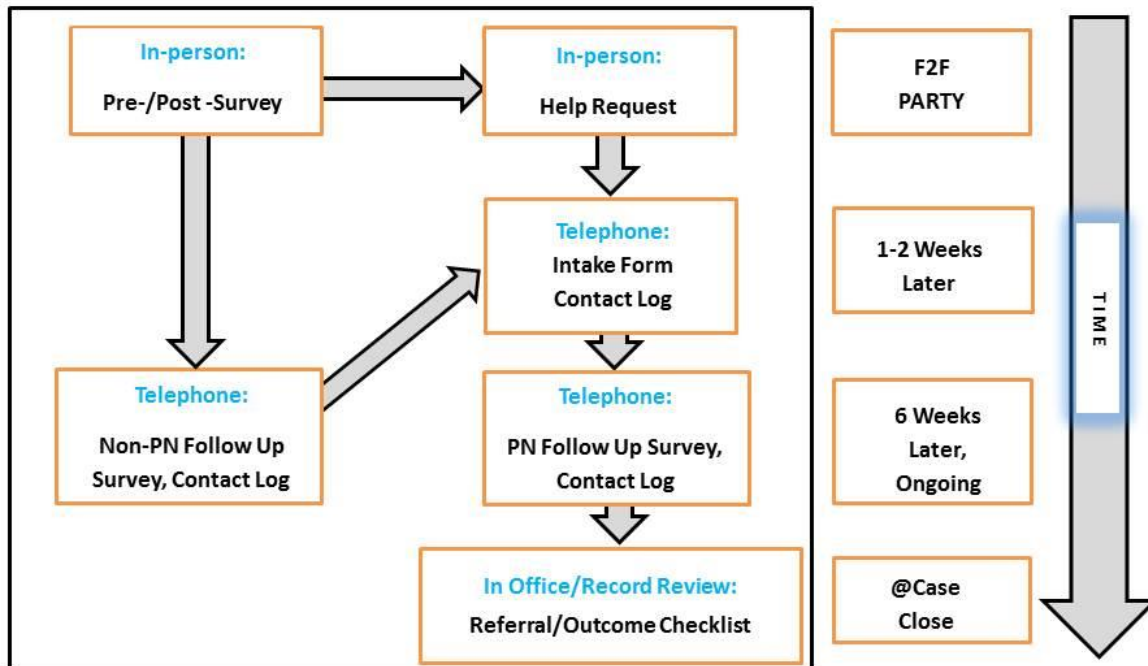 In-person:
Pre-/Post -Survey
In-person:
Help Request
F2F
PARTY
Telephone:
Intake Form
Contact Log
1-2 Weeks
Later
TIME
Telephone:
Non-PN Follow Up
Survey, Contact Log
Telephone:
PN Follow Up Survey,
Contact Log
6 Weeks
Later,
Ongoing
In Office/Record Review:
Referral/Outcome Checklist
@Case
Close